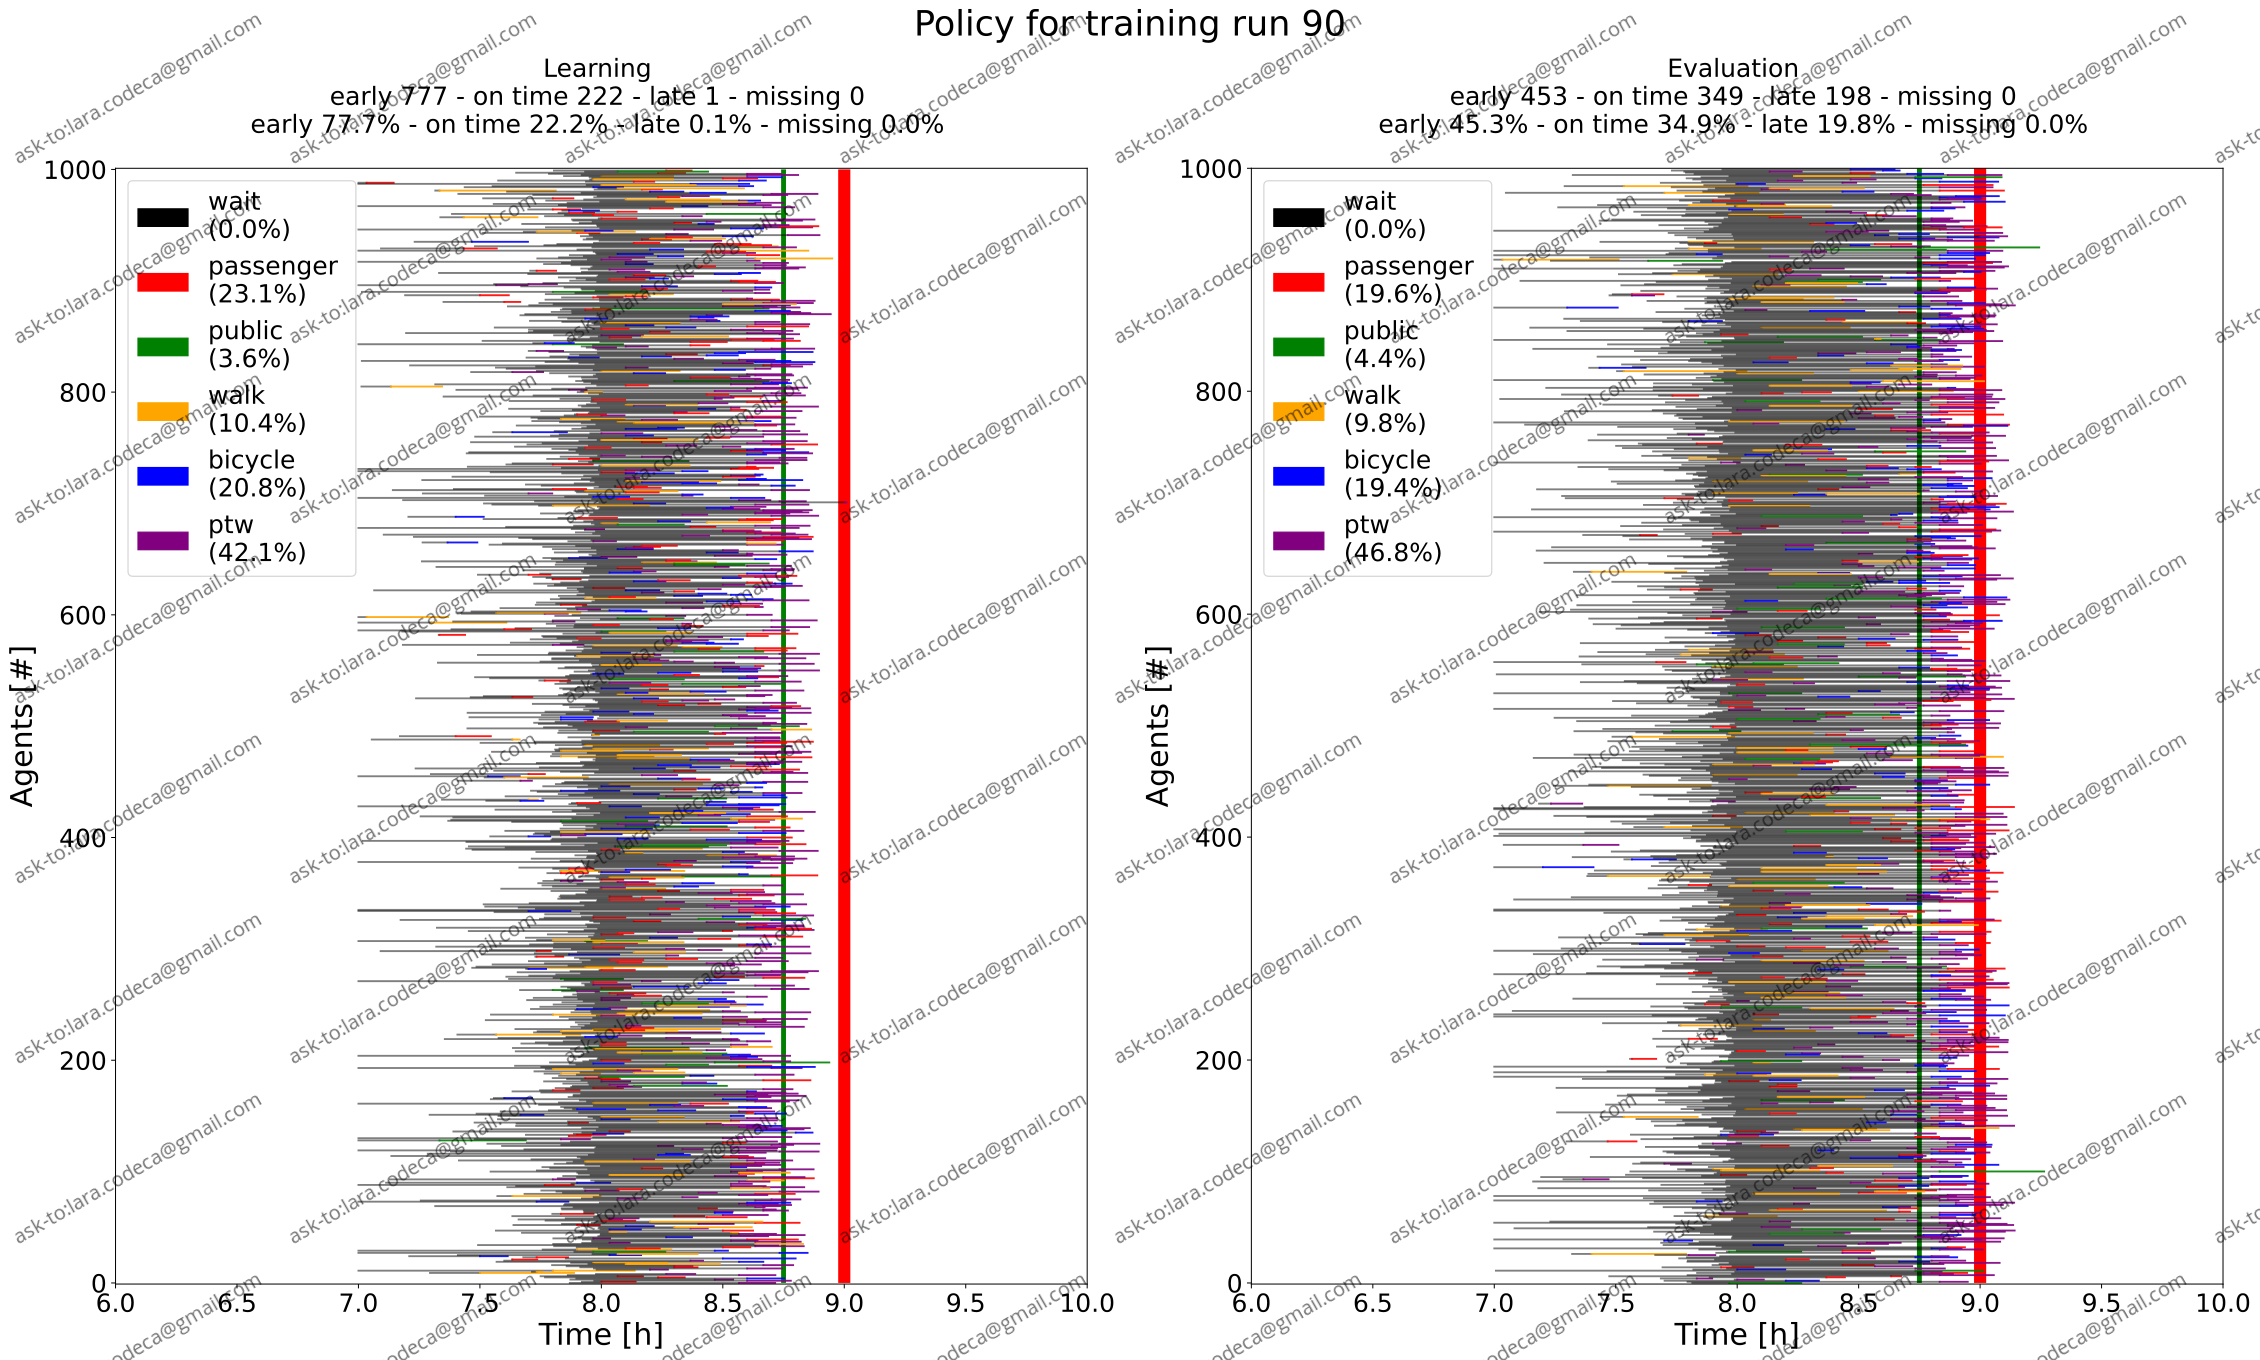 Policy for training run 90
Learning
early 777 - on time 222 - late 1 - missing 0
early 77.7% - on time 22.2% - late 0.1% - missing 0.0%
1000
800
600
400
200
0
Agents [#]
wait
(0.0%)
passenger
(23.1%)
public
(3.6%)
walk
(10.4%)
bicycle
(20.8%)
ptw
(42.1%)
6.0 6.5 7.0 7.5 8.0 8.5 9.0 9.5 10.0
Time [h]
Evaluation
early 453 - on time 349 - late 198 - missing 0
early 45.3% - on time 34.9% - late 19.8% - missing 0.0%
1000
800
600
400
200
0
Agents [#]
wait
(0.0%)
passenger
(19.6%)
public
(4.4%)
walk
(9.8%)
bicycle
(19.4%)
ptw
(46.8%)
6.0 6.5 7.0 7.5 8.0 8.5 9.0 9.5 10.0
Time [h]
ask-to:lara.codeca@gmail.com